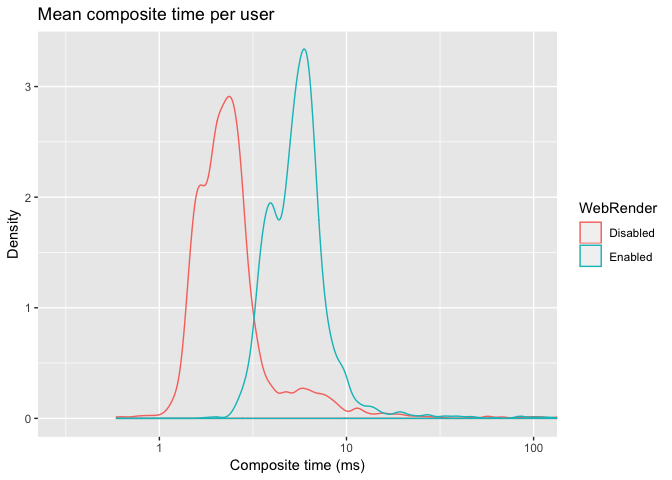 Mean composite time per user
3
2
1
0
Density
1
10
100
Composite time (ms)
WebRender
Disabled
Enabled